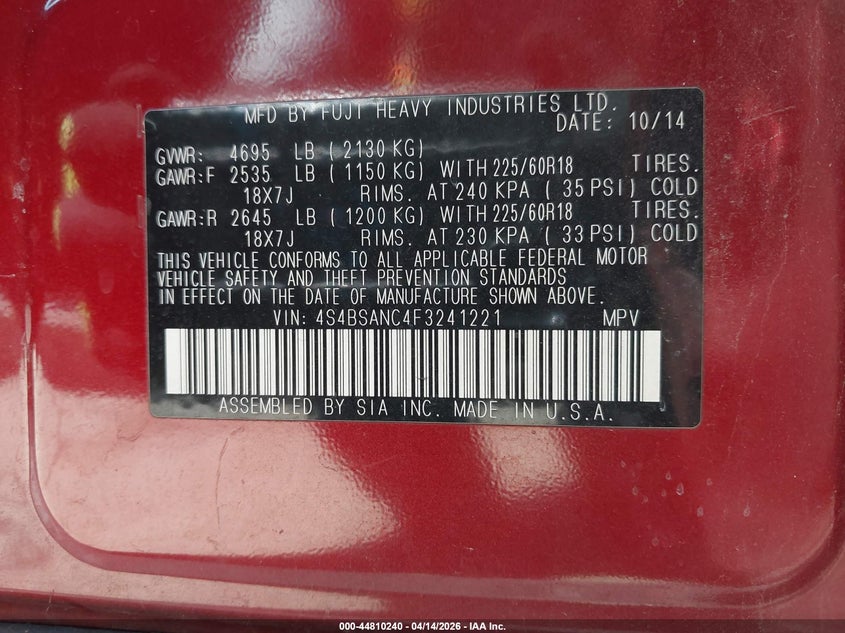 MFD BY FUJI HEAVY INDUSTRIES LTD.
DATE: 10/14
GVWR: 4695 LB (2130 KG)
GAWR:F 2535 LB (1150 KG) WITH 225/60R18 TIRES.
18X7J RIMS. AT 240 KPA (35 PSI) COLD
GAWR:R 2645 LB (1200 KG) WITH 225/60R18 TIRES.
18X7J RIMS. AT 230 KPA (33 PSI) COLD
THIS VEHICLE CONFORMS TO ALL APPLICABLE FEDERAL MOTOR
VEHICLE SAFETY AND THEFT PREVENTION STANDARDS
IN EFFECT ON THE DATE OF MANUFACTURE SHOWN ABOVE.
VIN: 4S4BSANC4F3241221 MPV
ASSEMBLED BY SIA INC. MADE IN U.S.A.
000-44810240 - 04/14/2026 - IAA Inc.